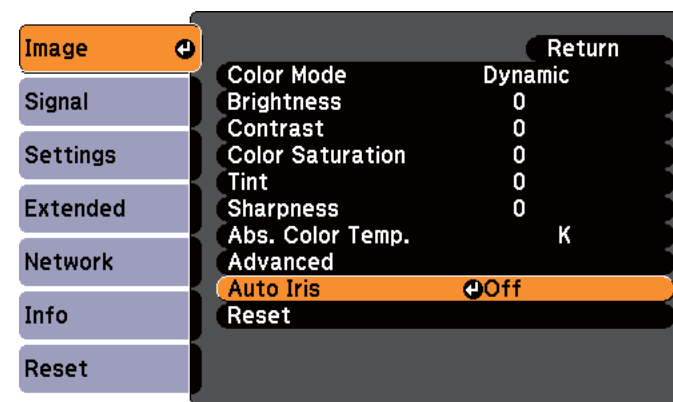 Image
Signal
Settings
Extended
Network
Info
Reset
Return
Color Mode Dynamic
Brightness 0
Contrast 0
Color Saturation 0
Tint 0
Sharpness 0
Abs. Color Temp. K
Advanced
Auto Iris Off
Reset